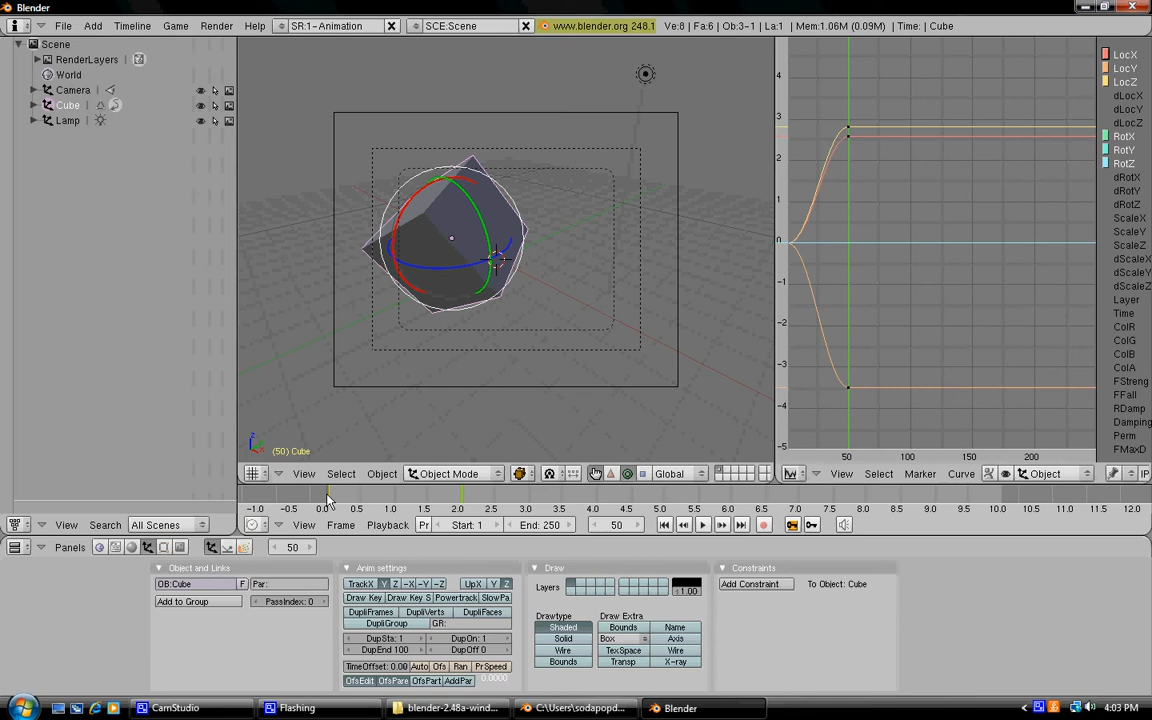 Blender
File Add Timeline Game Render Help SR:1-Animation SCE:Scene www.blender.org 248.1 Ve:8 | Fa:6 | Ob:3-1 | La:1 | Mem:1.06M (0.09M) | Time: | Cube
Scene
RenderLayers
World
Camera
Cube
Lamp
(50) Cube
4
3
2
1
0
-1
-2
-3
-4
-5
50 100 150 200
LocX
LocY
LocZ
dLocX
dLocY
dLocZ
RotX
RotY
RotZ
dRotX
dRotY
dRotZ
ScaleX
ScaleY
ScaleZ
dScaleX
dScaleY
dScaleZ
Layer
Time
ColR
ColG
ColB
ColA
FStreng
FFall
RDamp
Damping
Perm
FMaxD
View Select Object Object Mode Global
View Select Marker Curve Object IP
-1.0 -0.5 0.0 0.5 1.0 1.5 2.0 2.5 3.0 3.5 4.0 4.5 5.0 5.5 6.0 6.5 7.0 7.5 8.0 8.5 9.0 9.5 10.0 10.5 11.0 11.5 12.0
View Search All Scenes
View Frame Playback Pr Start: 1 End: 250 50
Panels 50
Object and Links
OB:Cube F Par:
Add to Group PassIndex: 0
Anim settings
TrackX Y Z -X -Y -Z UpX Y Z
Draw Key Draw Key S Powertrack SlowPa
DupliFrames DupliVerts DupliFaces
DupliGroup GR:
DupSta: 1 DupOn: 1
DupEnd 100 DupOff 0
TimeOffset: 0.00 Auto Ofs Ran PrSpeed
OfsEdit OfsPare OfsPart AddPar 0.0000
Draw
Layers 1.00
Drawtype Draw Extra
Shaded Bounds Name
Solid Box Axis
Wire TexSpace Wire
Bounds Transp X-ray
Constraints
Add Constraint To Object: Cube
CamStudio Flashing blender-2.48a-wind... C:\Users\sodapopd... Blender 4:03 PM